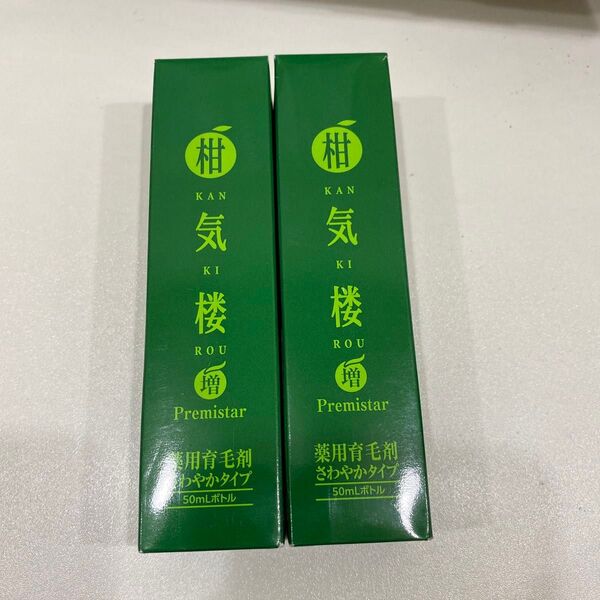 柑
KAN
気
KI
楼
ROU
増
Premistar
薬用育毛剤
さわやかタイプ
50mLボトル
柑
KAN
気
KI
楼
ROU
増
Premistar
薬用育毛剤
さわやかタイプ
50mLボトル